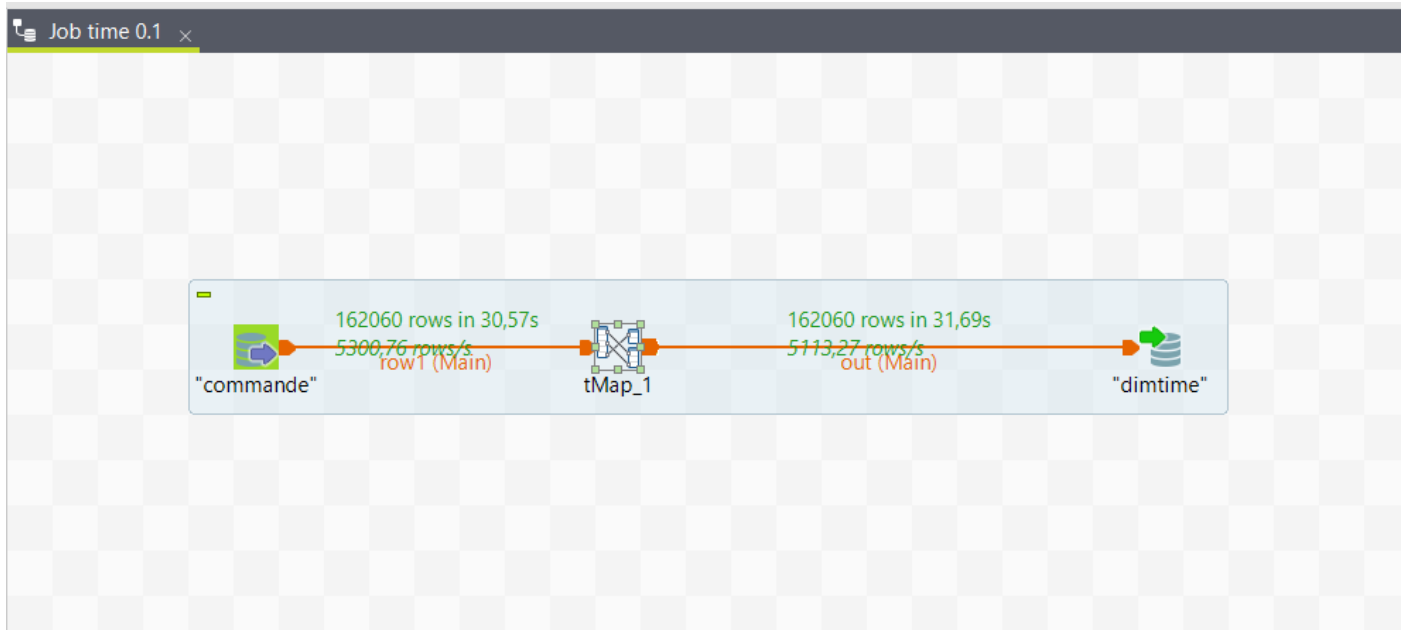 Job time 0.1
162060 rows in 30,57s
5300,76 rows/s
row1 (Main)
162060 rows in 31,69s
5113,27 rows/s
out (Main)
"commande"
tMap_1
"dimtime"